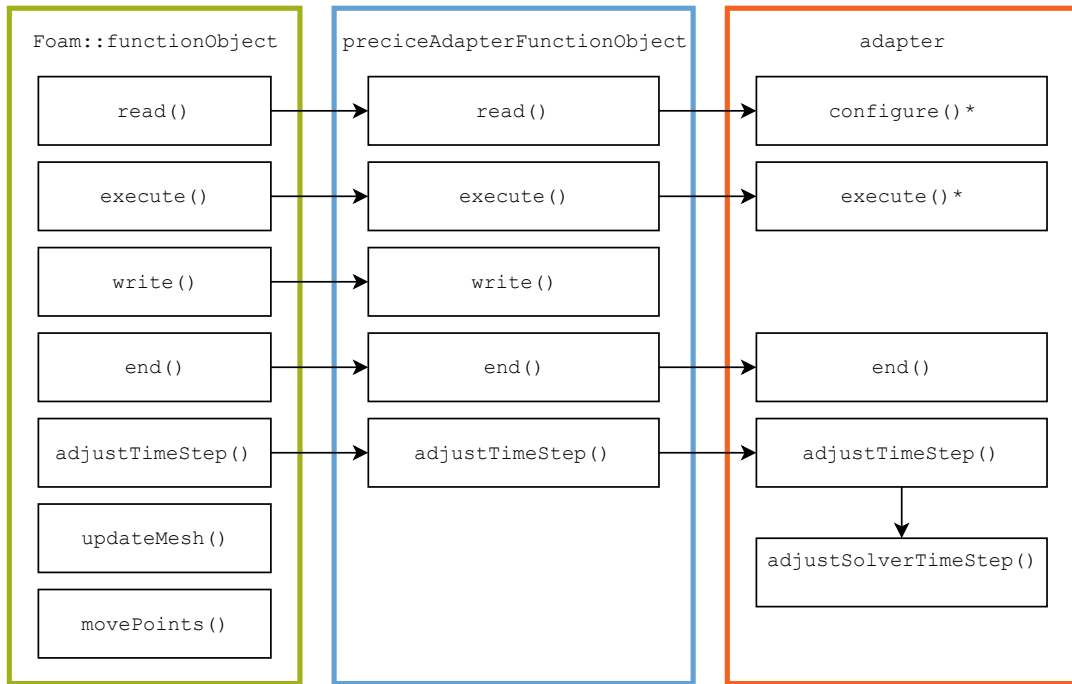 Foam::functionObject
preciceAdapterFunctionObject
adapter
read()
read()
configure()*
execute()
execute()
execute()*
write()
write()
end()
end()
end()
adjustTimeStep()
adjustTimeStep()
adjustTimeStep()
updateMesh()
adjustSolverTimeStep()
movePoints()